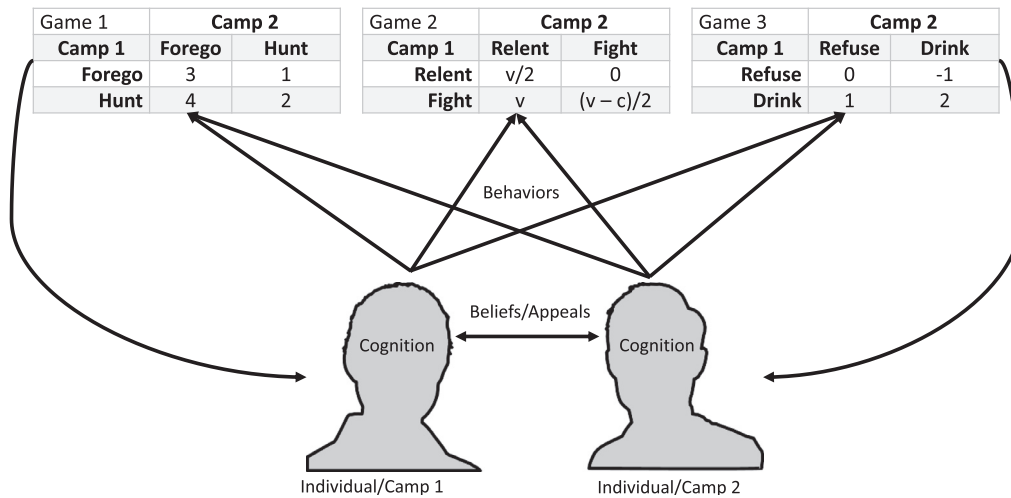 Game 1 Camp 2
Camp 1 Forego Hunt
Forego 3 1
Hunt 4 2
Game 2 Camp 2
Camp 1 Relent Fight
Relent v/2 0
Fight v (v – c)/2
Game 3 Camp 2
Camp 1 Refuse Drink
Refuse 0 -1
Drink 1 2
Behaviors
Beliefs/Appeals
Cognition
Cognition
Individual/Camp 1
Individual/Camp 2